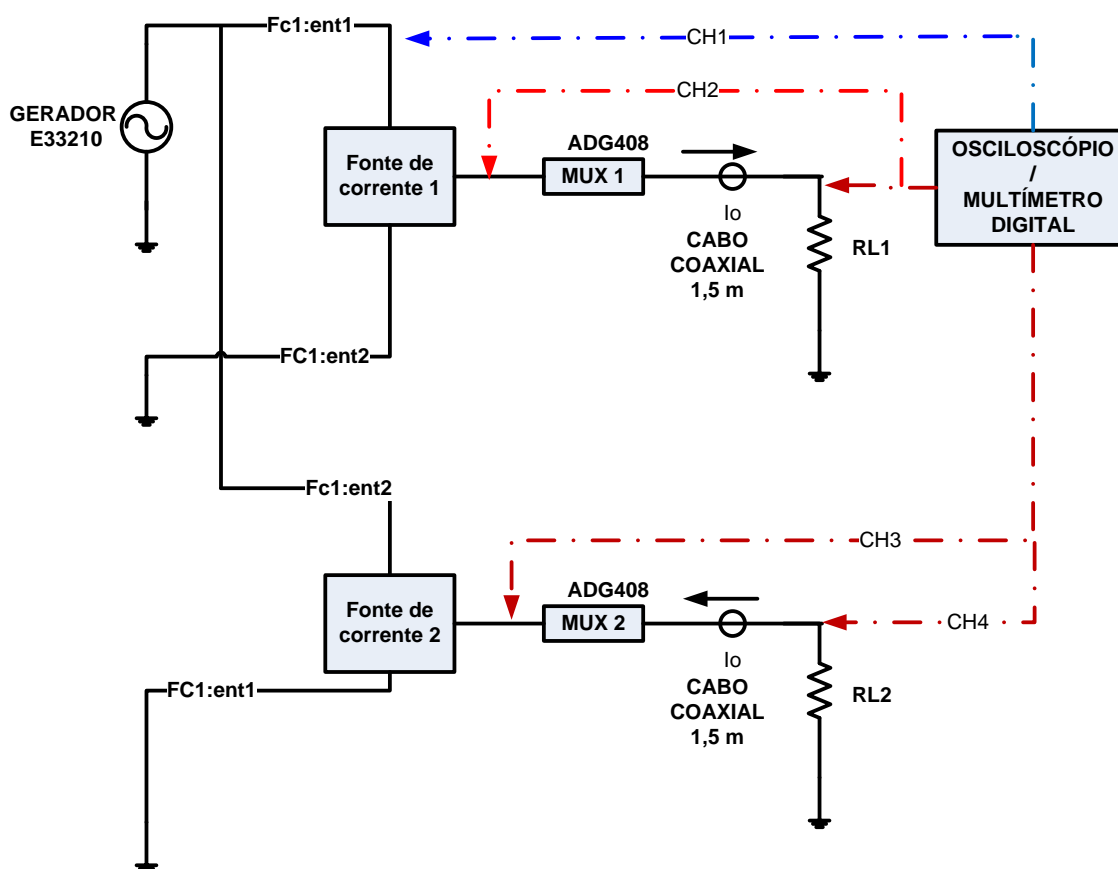 Fc1:ent1
CH1
CH2
GERADOR
E33210
Fonte de
corrente 1
ADG408
MUX 1
Io
CABO
COAXIAL
1,5 m
RL1
OSCILOSCÓPIO
/
MULTÍMETRO
DIGITAL
FC1:ent2
Fc1:ent2
CH3
Fonte de
corrente 2
ADG408
MUX 2
Io
CABO
COAXIAL
1,5 m
CH4
RL2
FC1:ent1